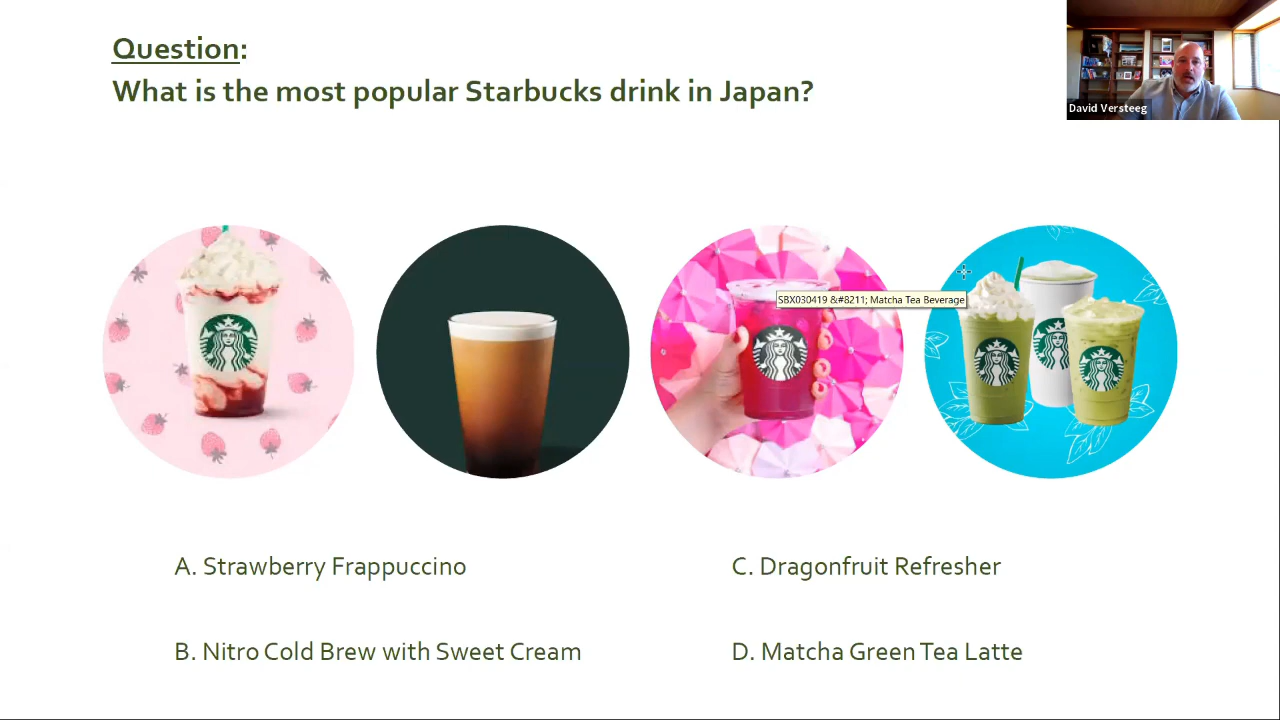 Question:
What is the most popular Starbucks drink in Japan?
David Versteeg
SBX030419 &#8211; Matcha Tea Beverage
A. Strawberry Frappuccino
C. Dragonfruit Refresher
B. Nitro Cold Brew with Sweet Cream
D. Matcha Green Tea Latte